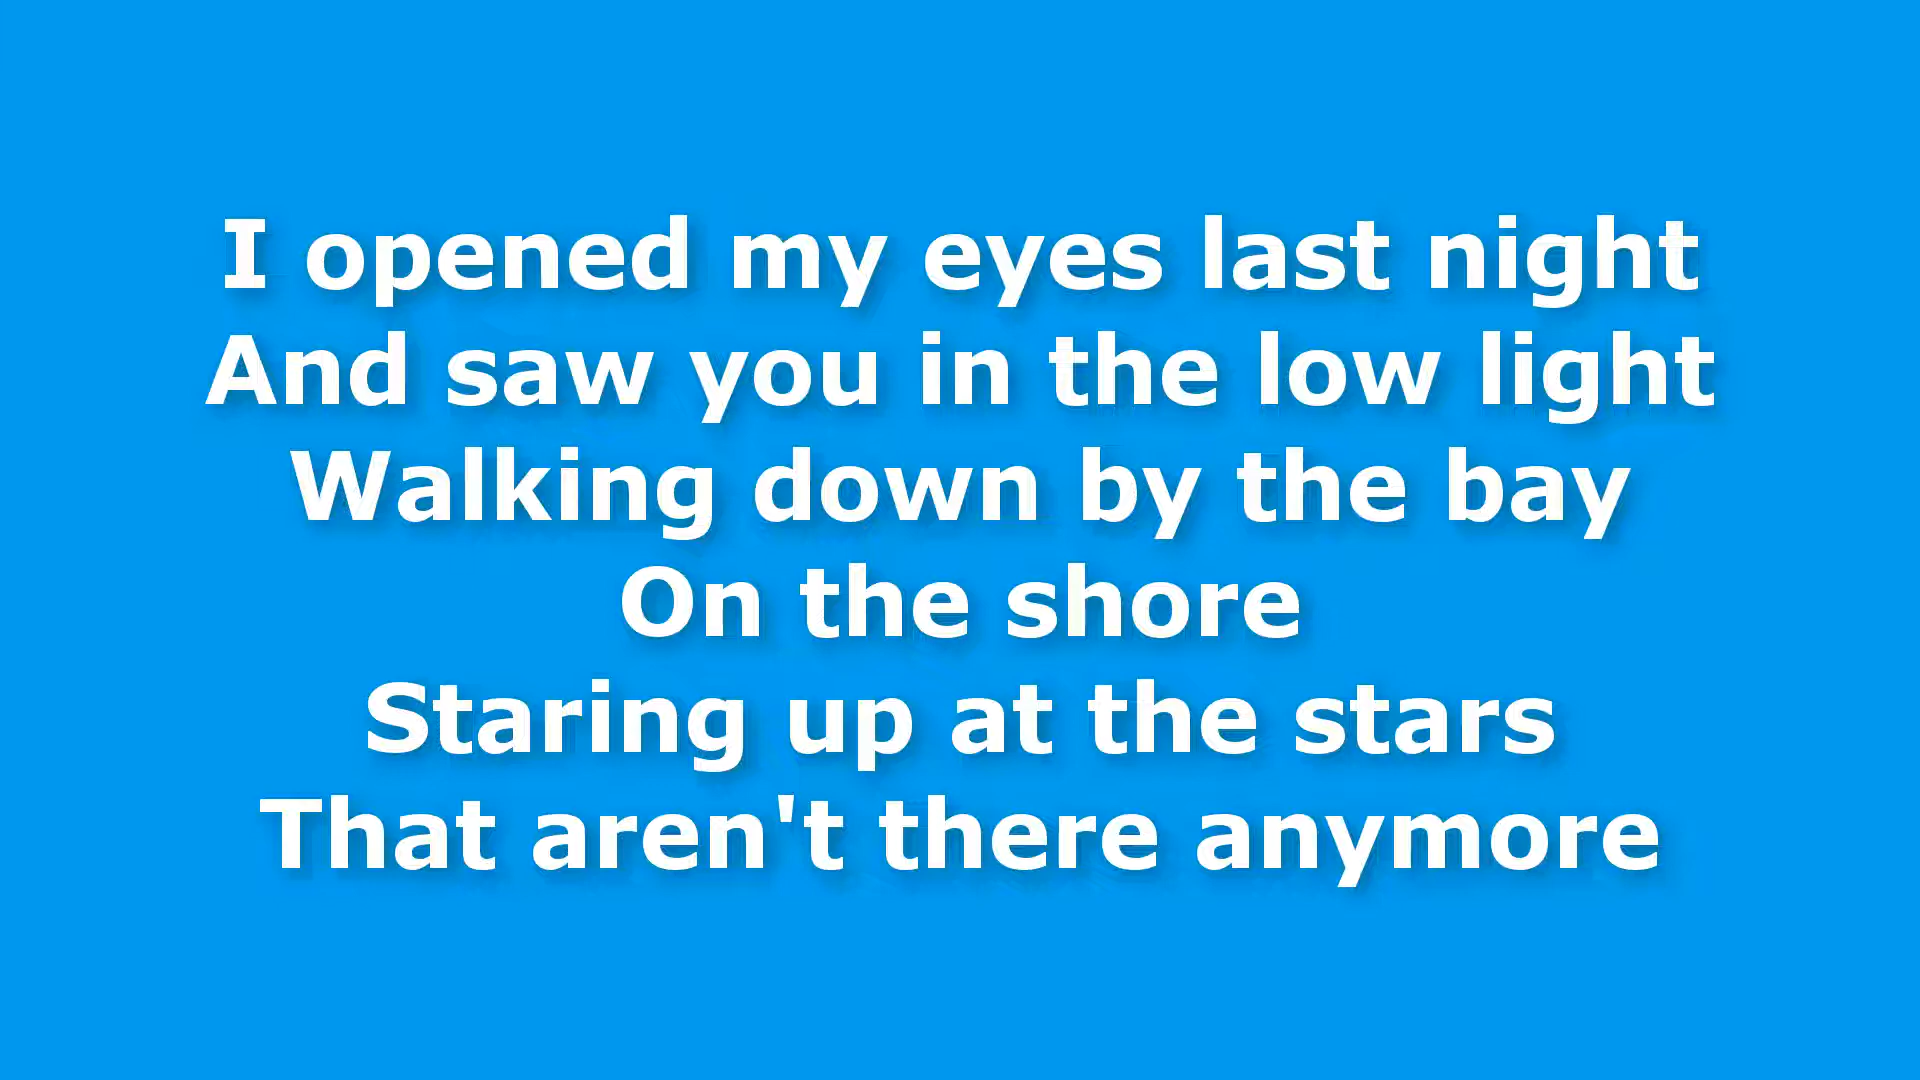 I opened my eyes last night
And saw you in the low light
Walking down by the bay
On the shore
Staring up at the stars
That aren't there anymore